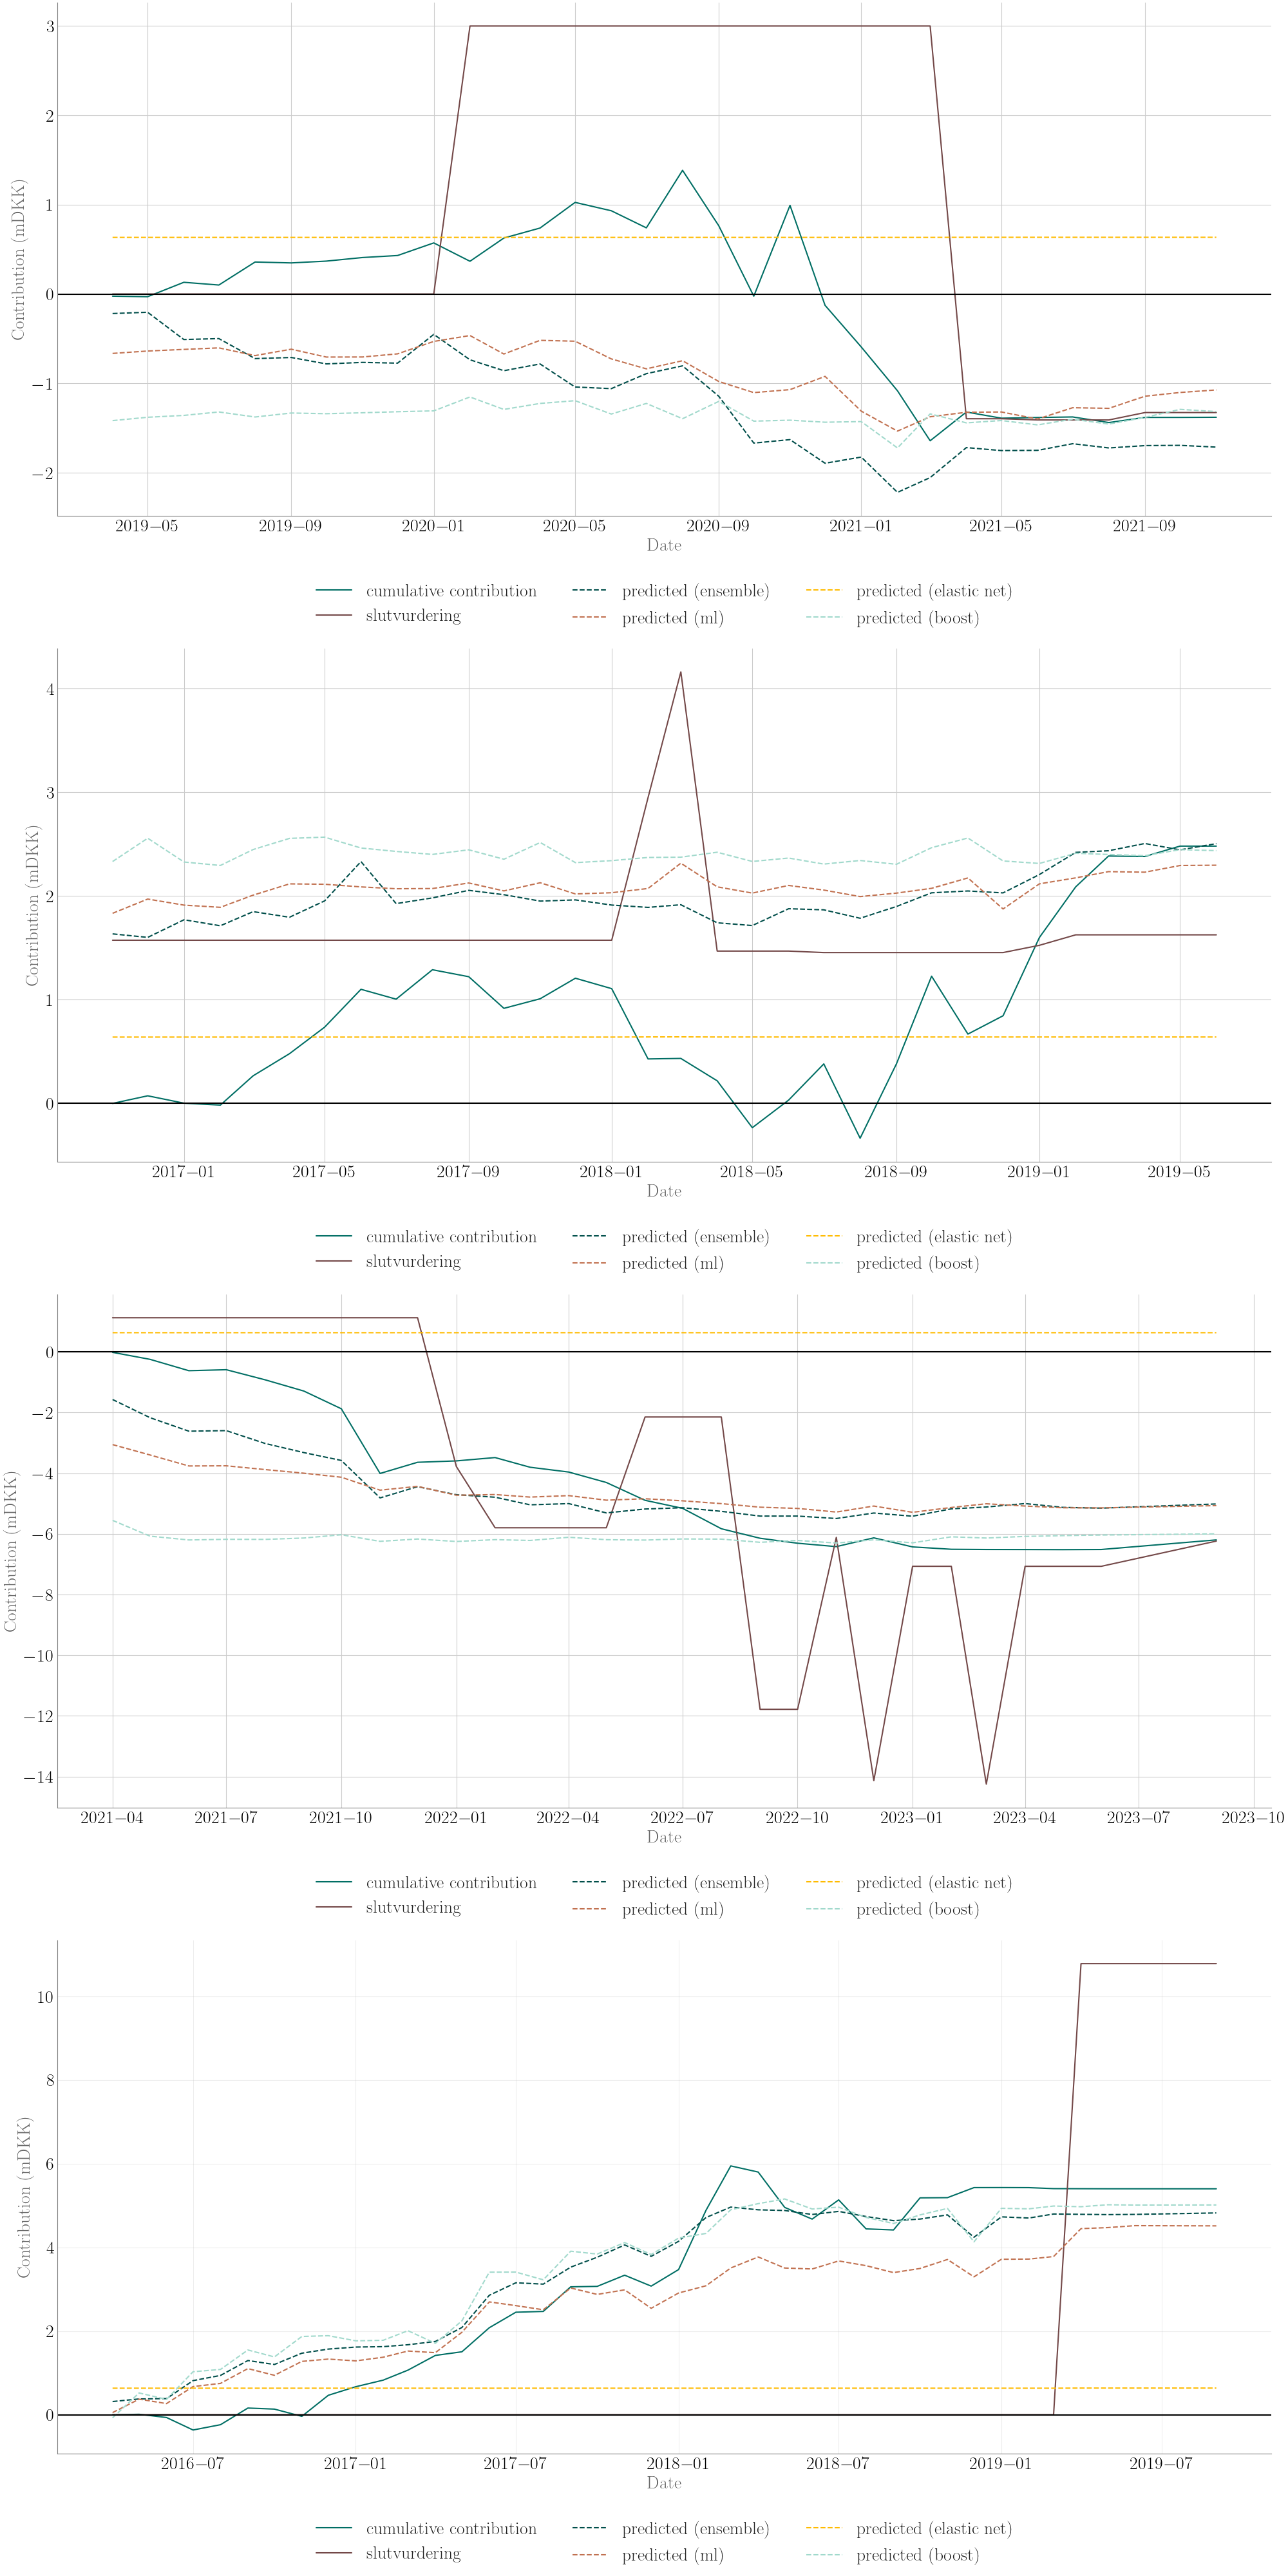 Contribution (mDKK)
3
2
1
0
−1
−2
2019−05 2019−09 2020−01 2020−05 2020−09 2021−01 2021−05 2021−09
Date
cumulative contribution predicted (ensemble) predicted (elastic net)
slutvurdering predicted (ml) predicted (boost)
Contribution (mDKK)
4
3
2
1
0
2017−01 2017−05 2017−09 2018−01 2018−05 2018−09 2019−01 2019−05
Date
cumulative contribution predicted (ensemble) predicted (elastic net)
slutvurdering predicted (ml) predicted (boost)
Contribution (mDKK)
0
−2
−4
−6
−8
−10
−12
−14
2021−04 2021−07 2021−10 2022−01 2022−04 2022−07 2022−10 2023−01 2023−04 2023−07 2023−10
Date
cumulative contribution predicted (ensemble) predicted (elastic net)
slutvurdering predicted (ml) predicted (boost)
Contribution (mDKK)
10
8
6
4
2
0
2016−07 2017−01 2017−07 2018−01 2018−07 2019−01 2019−07
Date
cumulative contribution predicted (ensemble) predicted (elastic net)
slutvurdering predicted (ml) predicted (boost)